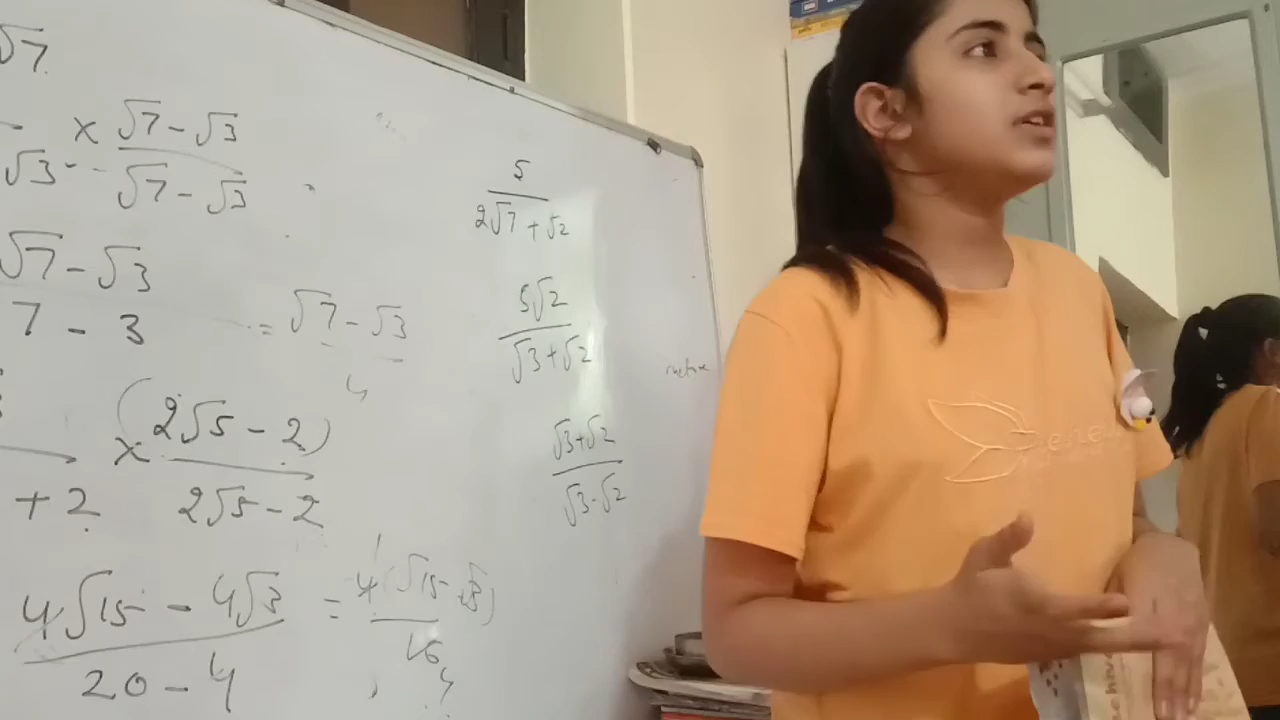 √7
× (√7 - √3)/(√7 - √3)
√3
(√7 - √3)/(7 - 3) = (√7 - √3)/4
× (2√5 - 2)/(2√5 - 2)
+ 2
(4√15 - 4√3)/(20 - 4) = 4(√15 - √3)/16
1
4
5/(2√7 + √2)
5√2/(√3 + √2)
(√3 + √2)/(√3 - √2)